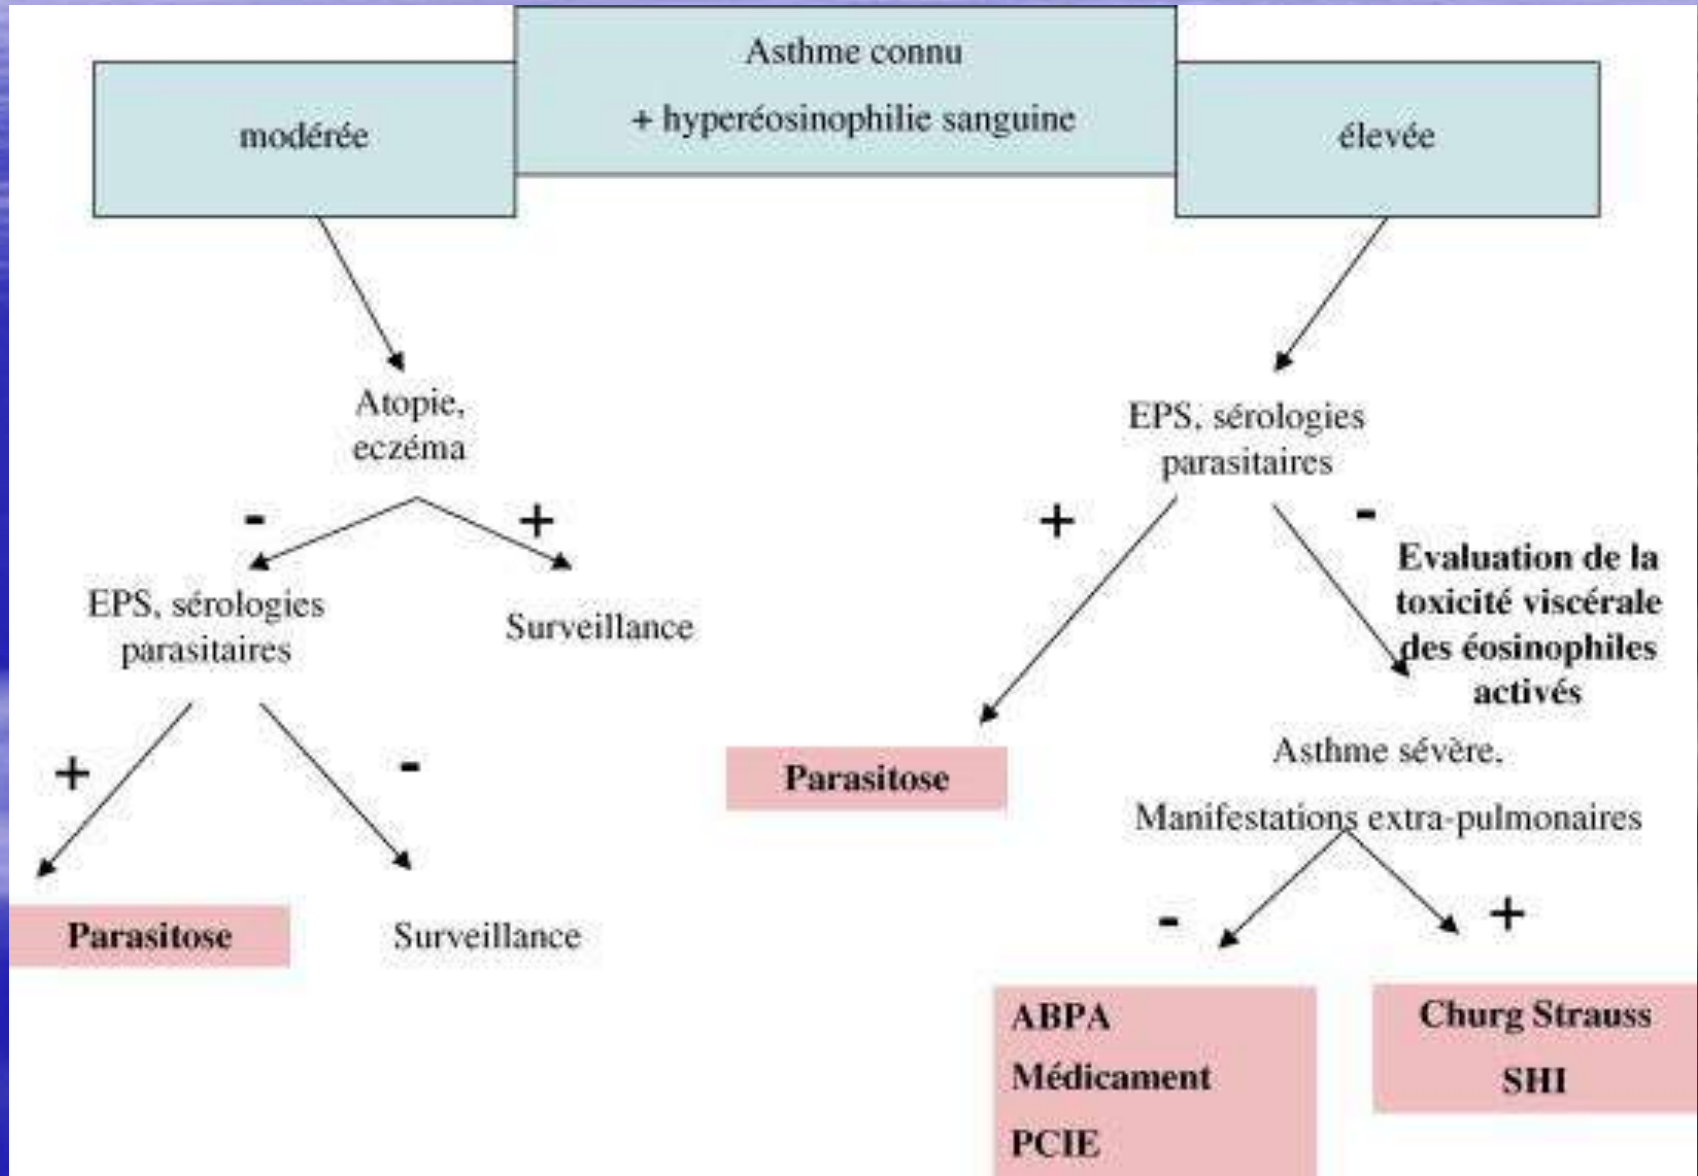 Asthme connu
+ hyperéosinophilie sanguine
modérée
élevée
Atopie,
eczéma
-
+
EPS, sérologies
parasitaires
Surveillance
+
-
Parasitose
Surveillance
EPS, sérologies
parasitaires
+
-
Evaluation de la
toxicité viscérale
des éosinophiles
activés
Parasitose
Asthme sévère,
Manifestations extra-pulmonaires
-
+
ABPA
Médicament
PCIE
Churg Strauss
SHI